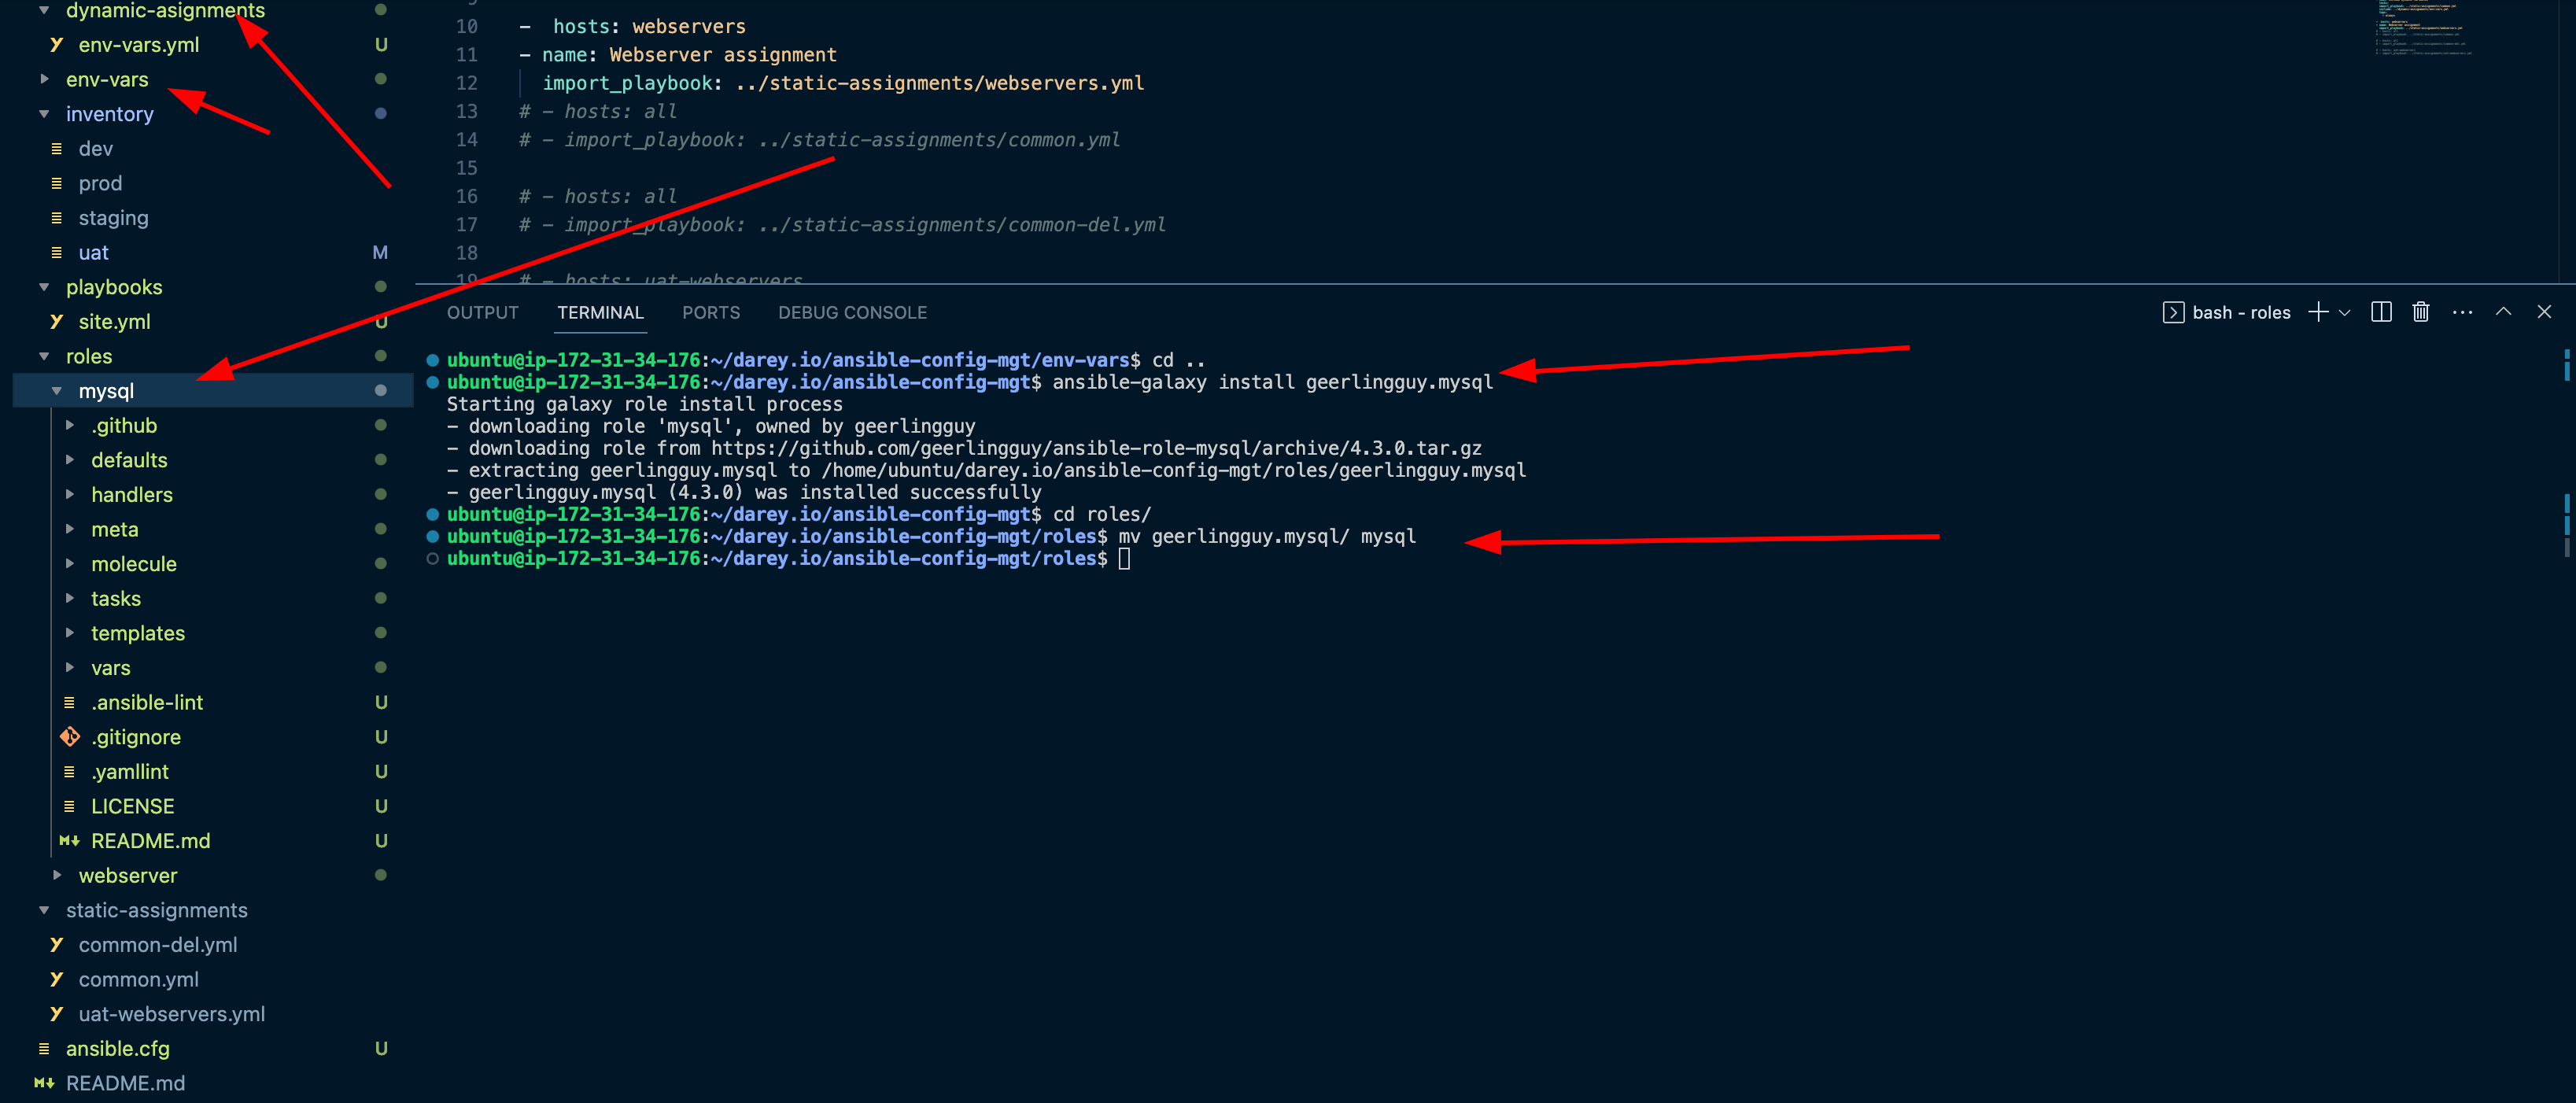 dynamic-asignments
env-vars.yml U
env-vars
inventory
dev
prod
staging
uat M
playbooks
site.yml U
roles
mysql
.github
defaults
handlers
meta
molecule
tasks
templates
vars
.ansible-lint U
.gitignore U
.yamllint U
LICENSE U
README.md U
webserver
static-assignments
common-del.yml
common.yml
uat-webservers.yml
ansible.cfg U
README.md
10 -  hosts: webservers
11 - name: Webserver assignment
12 import_playbook: ../static-assignments/webservers.yml
13 # - hosts: all
14 # - import_playbook: ../static-assignments/common.yml
15
16 # - hosts: all
17 # - import_playbook: ../static-assignments/common-del.yml
18
19 # - hosts: uat-webservers
OUTPUT TERMINAL PORTS DEBUG CONSOLE bash - roles
ubuntu@ip-172-31-34-176:~/darey.io/ansible-config-mgt/env-vars$ cd ..
ubuntu@ip-172-31-34-176:~/darey.io/ansible-config-mgt$ ansible-galaxy install geerlingguy.mysql
Starting galaxy role install process
- downloading role 'mysql', owned by geerlingguy
- downloading role from https://github.com/geerlingguy/ansible-role-mysql/archive/4.3.0.tar.gz
- extracting geerlingguy.mysql to /home/ubuntu/darey.io/ansible-config-mgt/roles/geerlingguy.mysql
- geerlingguy.mysql (4.3.0) was installed successfully
ubuntu@ip-172-31-34-176:~/darey.io/ansible-config-mgt$ cd roles/
ubuntu@ip-172-31-34-176:~/darey.io/ansible-config-mgt/roles$ mv geerlingguy.mysql/ mysql
ubuntu@ip-172-31-34-176:~/darey.io/ansible-config-mgt/roles$